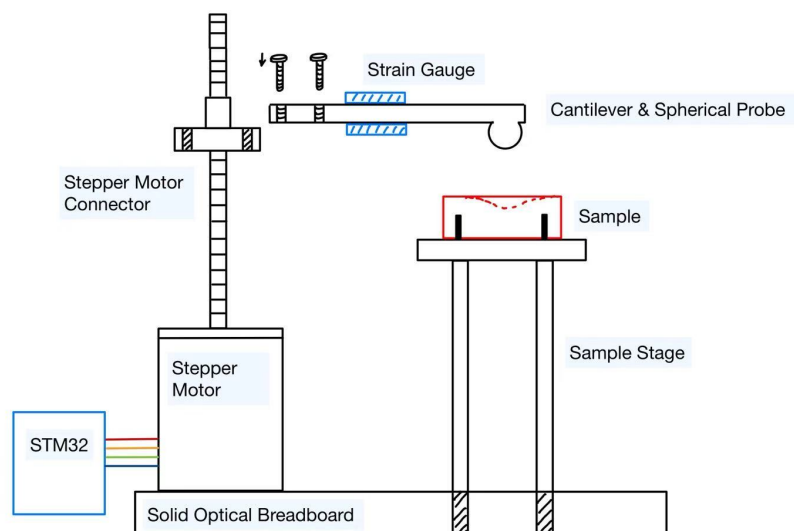 Strain Gauge
Cantilever & Spherical Probe
Stepper Motor
Connector
Sample
Sample Stage
Stepper
Motor
STM32
Solid Optical Breadboard